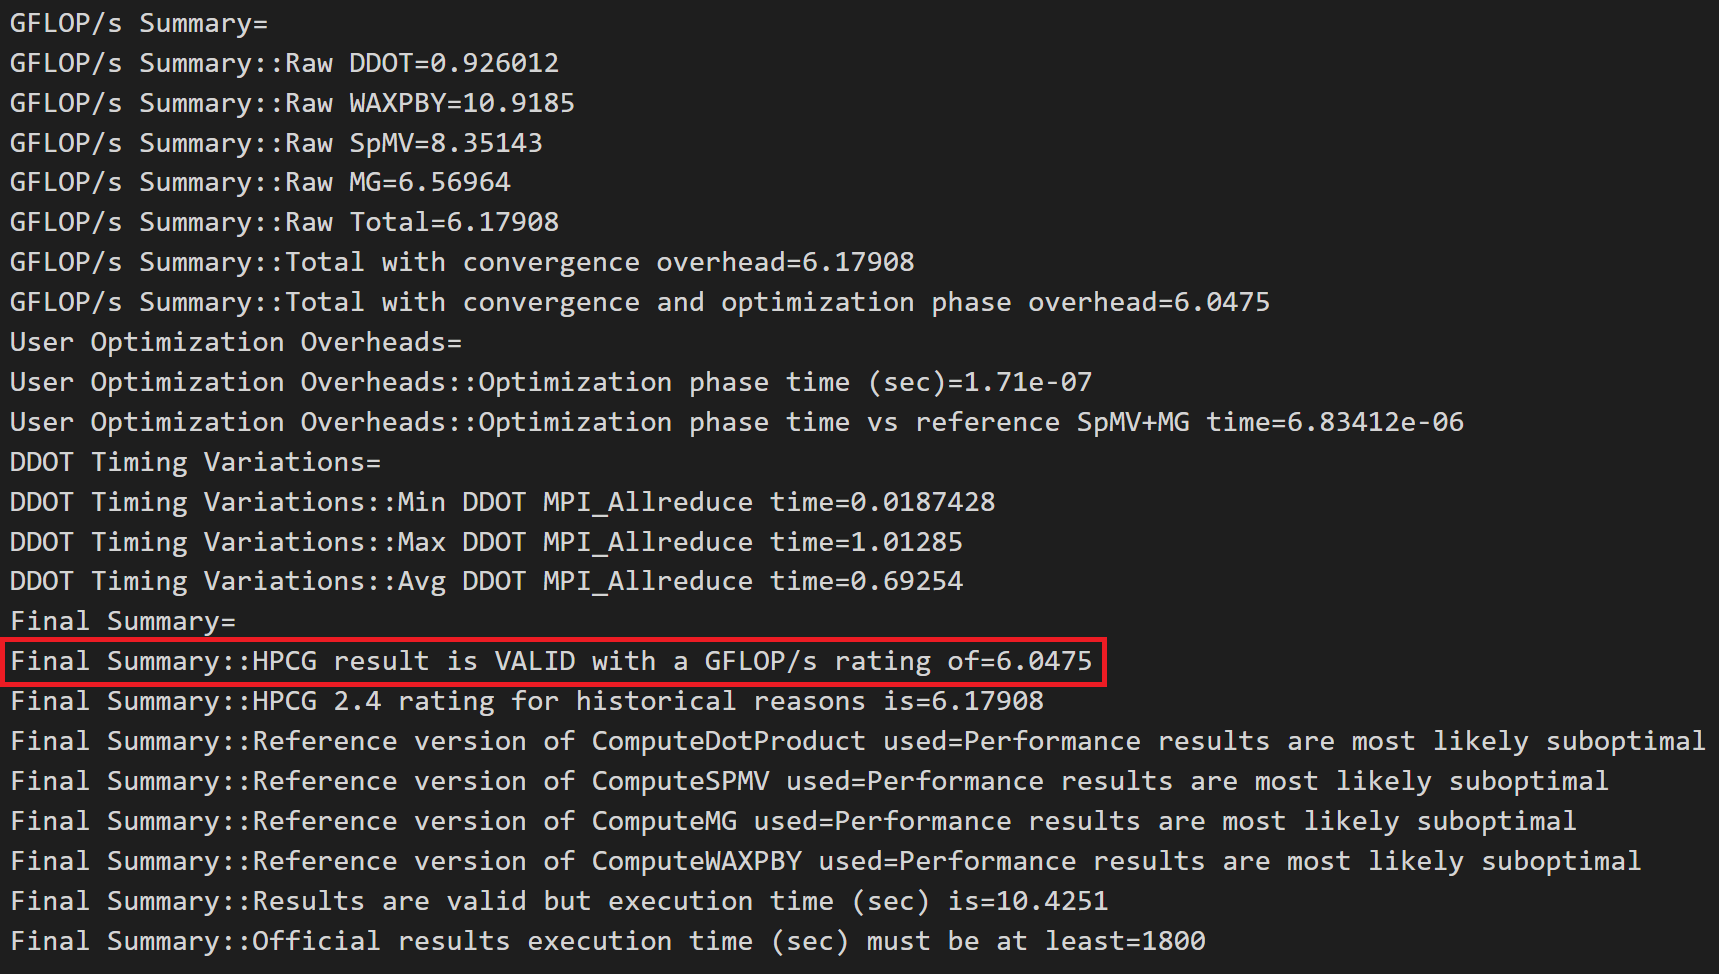 GFLOP/s Summary=
GFLOP/s Summary::Raw DDOT=0.926012
GFLOP/s Summary::Raw WAXPBY=10.9185
GFLOP/s Summary::Raw SpMV=8.35143
GFLOP/s Summary::Raw MG=6.56964
GFLOP/s Summary::Raw Total=6.17908
GFLOP/s Summary::Total with convergence overhead=6.17908
GFLOP/s Summary::Total with convergence and optimization phase overhead=6.0475
User Optimization Overheads=
User Optimization Overheads::Optimization phase time (sec)=1.71e-07
User Optimization Overheads::Optimization phase time vs reference SpMV+MG time=6.83412e-06
DDOT Timing Variations=
DDOT Timing Variations::Min DDOT MPI_Allreduce time=0.0187428
DDOT Timing Variations::Max DDOT MPI_Allreduce time=1.01285
DDOT Timing Variations::Avg DDOT MPI_Allreduce time=0.69254
Final Summary=
Final Summary::HPCG result is VALID with a GFLOP/s rating of=6.0475
Final Summary::HPCG 2.4 rating for historical reasons is=6.17908
Final Summary::Reference version of ComputeDotProduct used=Performance results are most likely suboptimal
Final Summary::Reference version of ComputeSPMV used=Performance results are most likely suboptimal
Final Summary::Reference version of ComputeMG used=Performance results are most likely suboptimal
Final Summary::Reference version of ComputeWAXPBY used=Performance results are most likely suboptimal
Final Summary::Results are valid but execution time (sec) is=10.4251
Final Summary::Official results execution time (sec) must be at least=1800